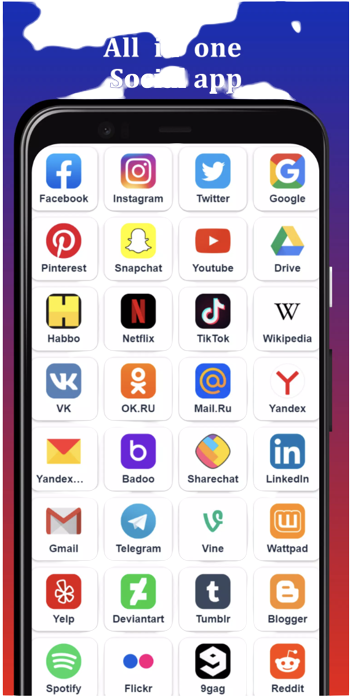 All in one
Social app
Facebook Instagram Twitter Google
Pinterest Snapchat Youtube Drive
Habbo Netflix TikTok Wikipedia
VK OK.RU Mail.Ru Yandex
Yandex... Badoo Sharechat LinkedIn
Gmail Telegram Vine Wattpad
Yelp Deviantart Tumblr Blogger
Spotify Flickr 9gag Reddit